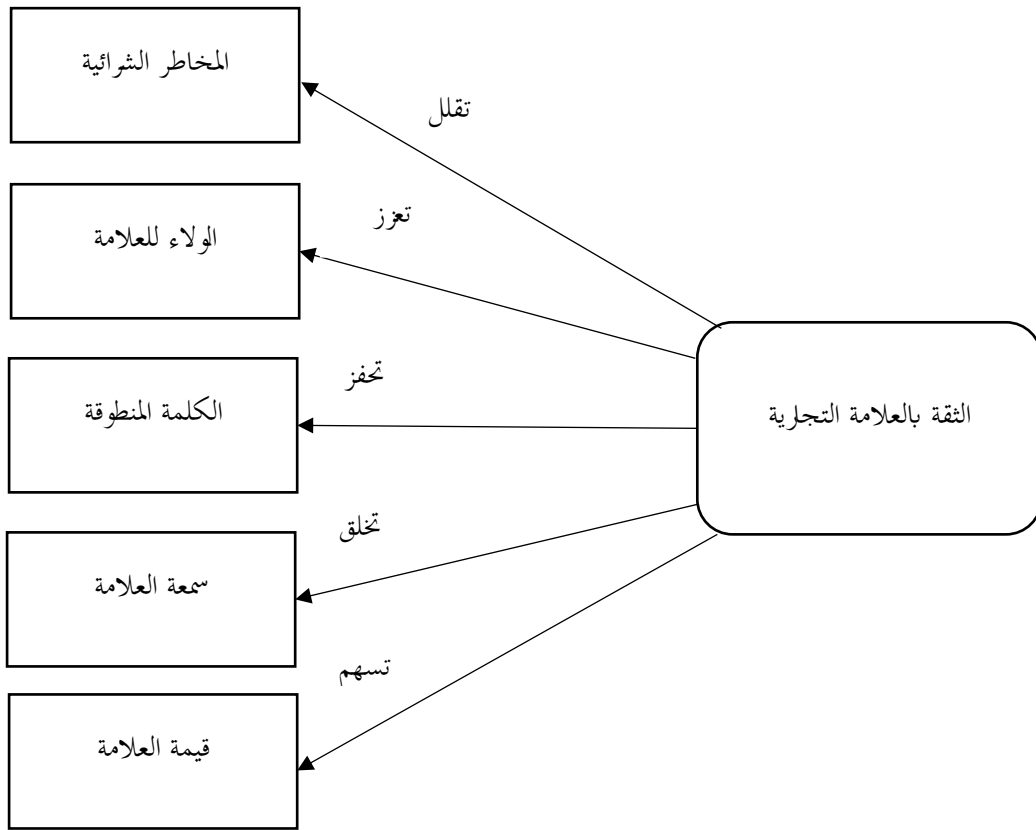 المخاطر الشرائية
تقلل
تعزز
الولاء للعلامة
تحفز
الكلمة المنطوقة
الثقة بالعلامة التجارية
تخلق
سمعة العلامة
تسهم
قيمة العلامة